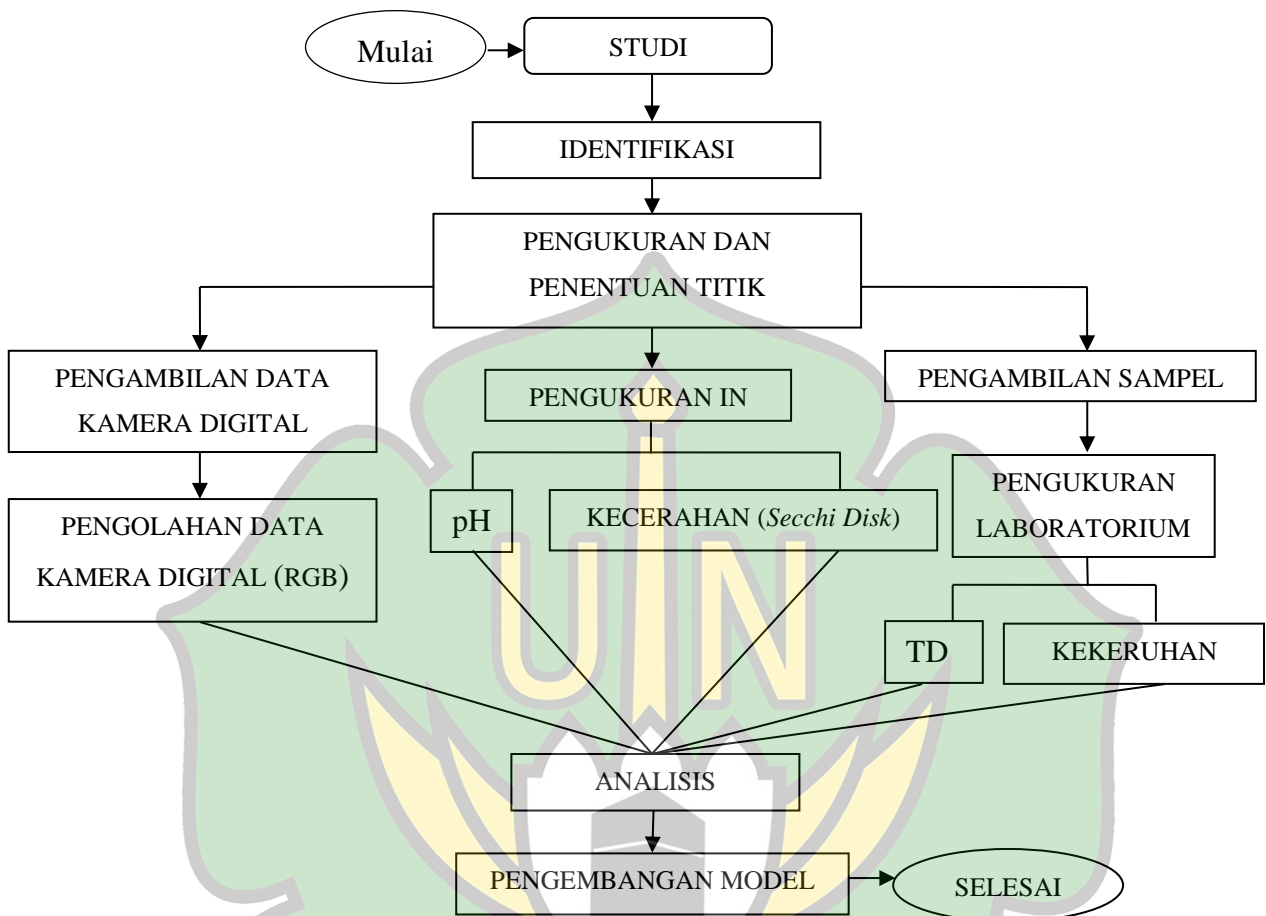 Mulai
STUDI
IDENTIFIKASI
PENGUKURAN DAN
PENENTUAN TITIK
PENGAMBILAN DATA
KAMERA DIGITAL
PENGUKURAN IN
PENGAMBILAN SAMPEL
PENGOLAHAN DATA
KAMERA DIGITAL (RGB)
pH
KECERAHAN (Secchi Disk)
PENGUKURAN
LABORATORIUM
TD
KEKERUHAN
UIN
ANALISIS
PENGEMBANGAN MODEL
SELESAI